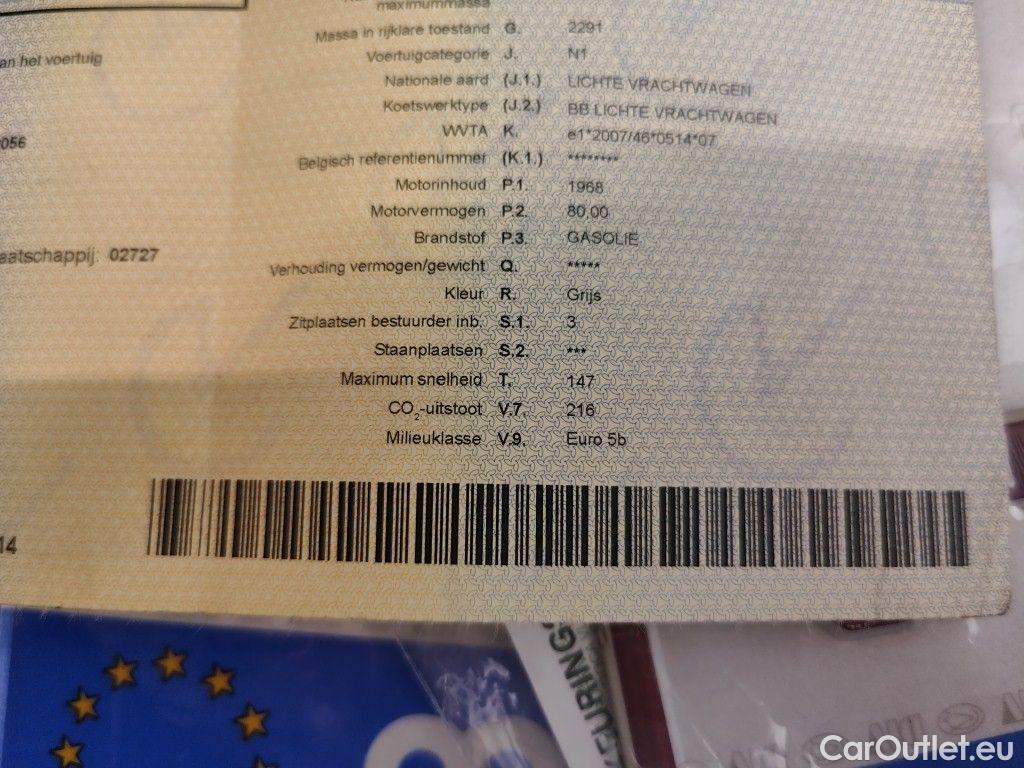 maximummassa
Massa in rijklare toestand G. 2291
an het voertuig
Voertuigcategorie J. N1
Nationale aard (J.1.) LICHTE VRACHTWAGEN
Koetswerktype (J.2.) BB LICHTE VRACHTWAGEN
056
WVTA K. e1*2007/46*0514*07
Belgisch referentienummer (K.1.) ********
Motorinhoud P.1. 1968
Motorvermogen P.2. 80,00
Brandstof P.3. GASOLIE
aatschappij: 02727
Verhouding vermogen/gewicht Q. *****
Kleur R. Grijs
Zitplaatsen bestuurder inb. S.1. 3
Staanplaatsen S.2. ***
Maximum snelheid T. 147
CO2-uitstoot V.7. 216
Milieuklasse V.9. Euro 5b
14
KEURING
CarOutlet.eu